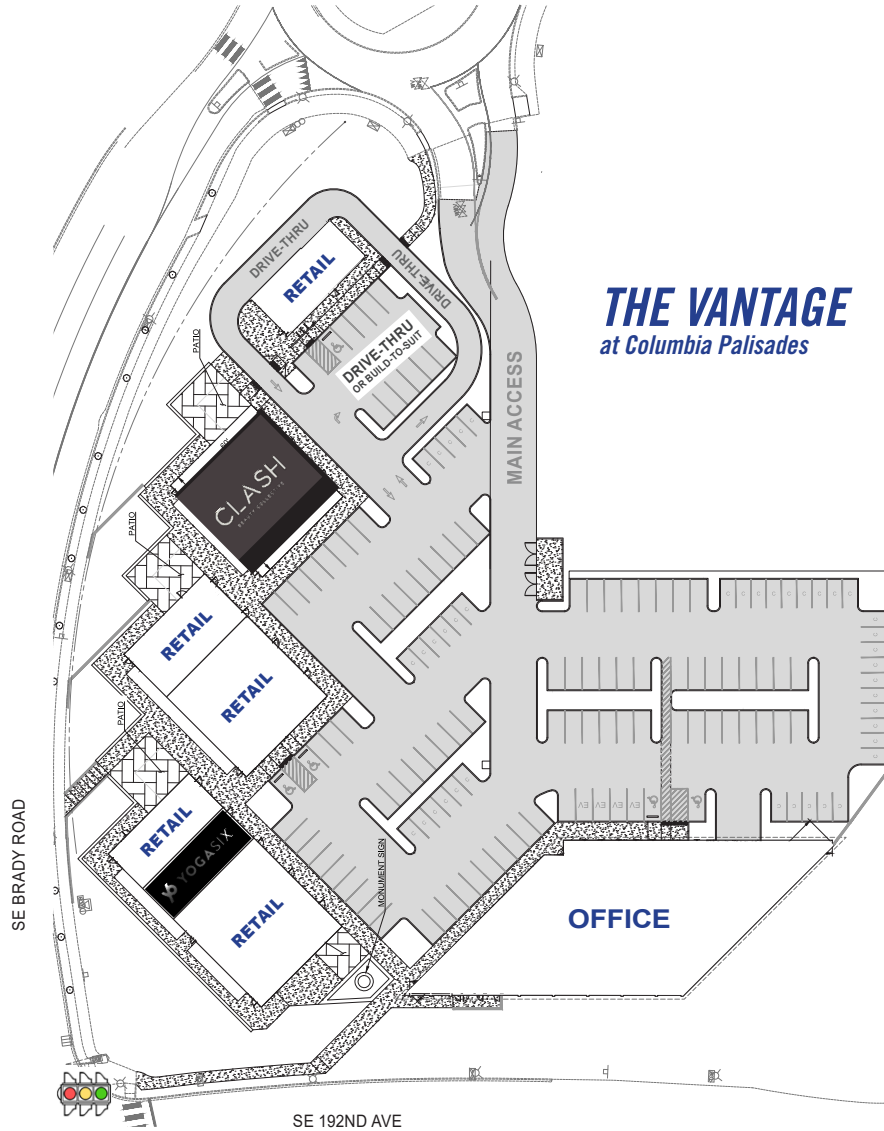 THE VANTAGE
at Columbia Palisades
DRIVE-THRU
RETAIL
DRIVE-THRU
DRIVE-THRU
OR BUILD-TO-SUIT
MAIN ACCESS
PATIO
CLASH
BEAUTY COLLECTIVE
PATIO
RETAIL
RETAIL
PATIO
RETAIL
YOGASIX
RETAIL
MONUMENT SIGN
EV EV EV EV
OFFICE
SE BRADY ROAD
SE 192ND AVE